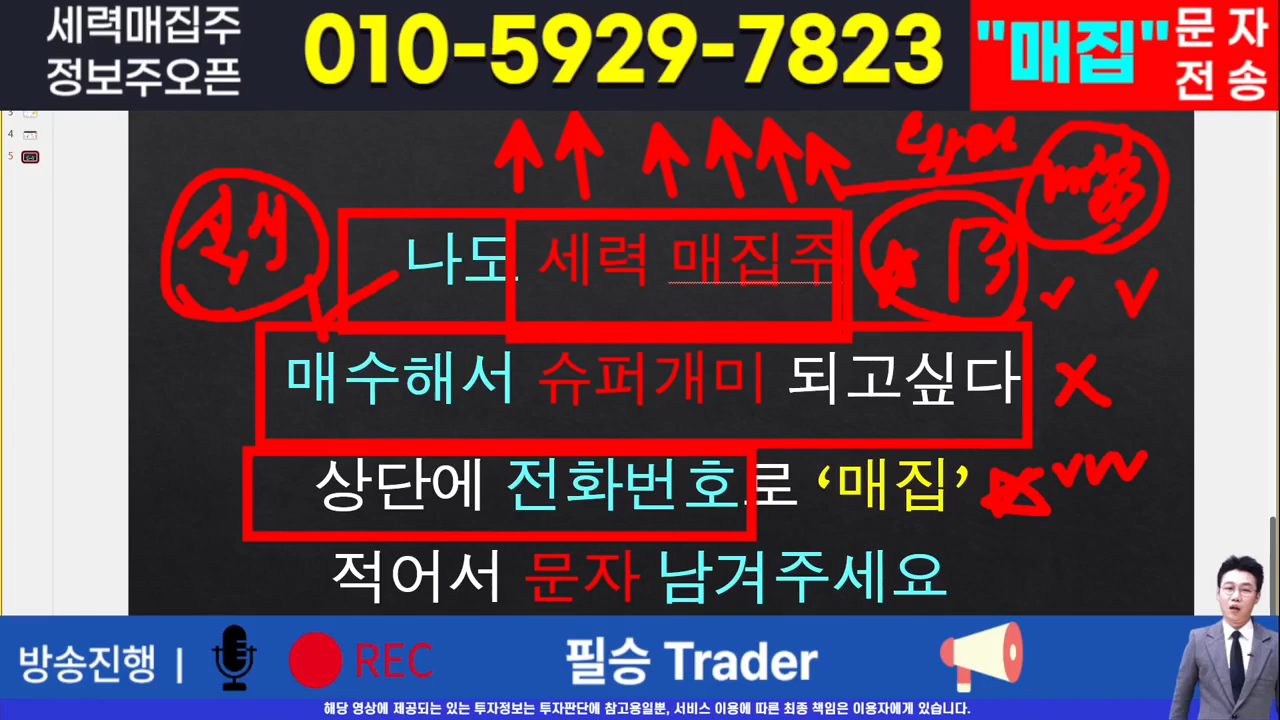 세력매집주
정보주오픈
010-5929-7823
"매집"
문자
전송
3
4
5
나도 세력 매집주
매수해서 슈퍼개미 되고싶다
상단에 전화번호로 ‘매집’
적어서 문자 남겨주세요
방송진행 |
REC
필승 Trader
해당 영상에 제공되는 있는 투자정보는 투자판단에 참고용일뿐, 서비스 이용에 따른 최종 책임은 이용자에게 있습니다.